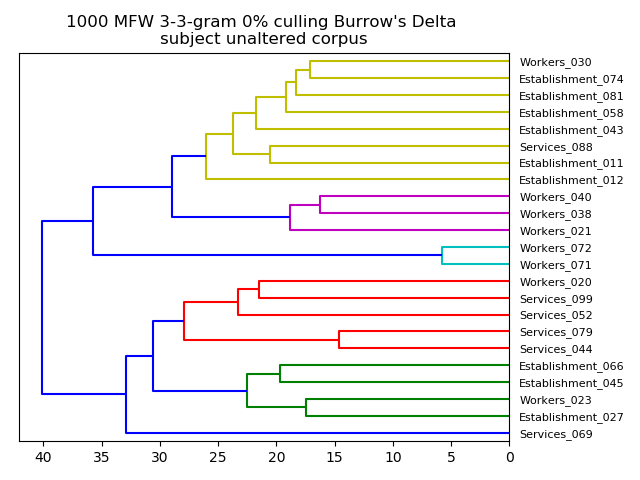 1000 MFW 3-3-gram 0% culling Burrow's Delta
subject unaltered corpus
Workers_030
Establishment_074
Establishment_081
Establishment_058
Establishment_043
Services_088
Establishment_011
Establishment_012
Workers_040
Workers_038
Workers_021
Workers_072
Workers_071
Workers_020
Services_099
Services_052
Services_079
Services_044
Establishment_066
Establishment_045
Workers_023
Establishment_027
Services_069
40 35 30 25 20 15 10 5 0